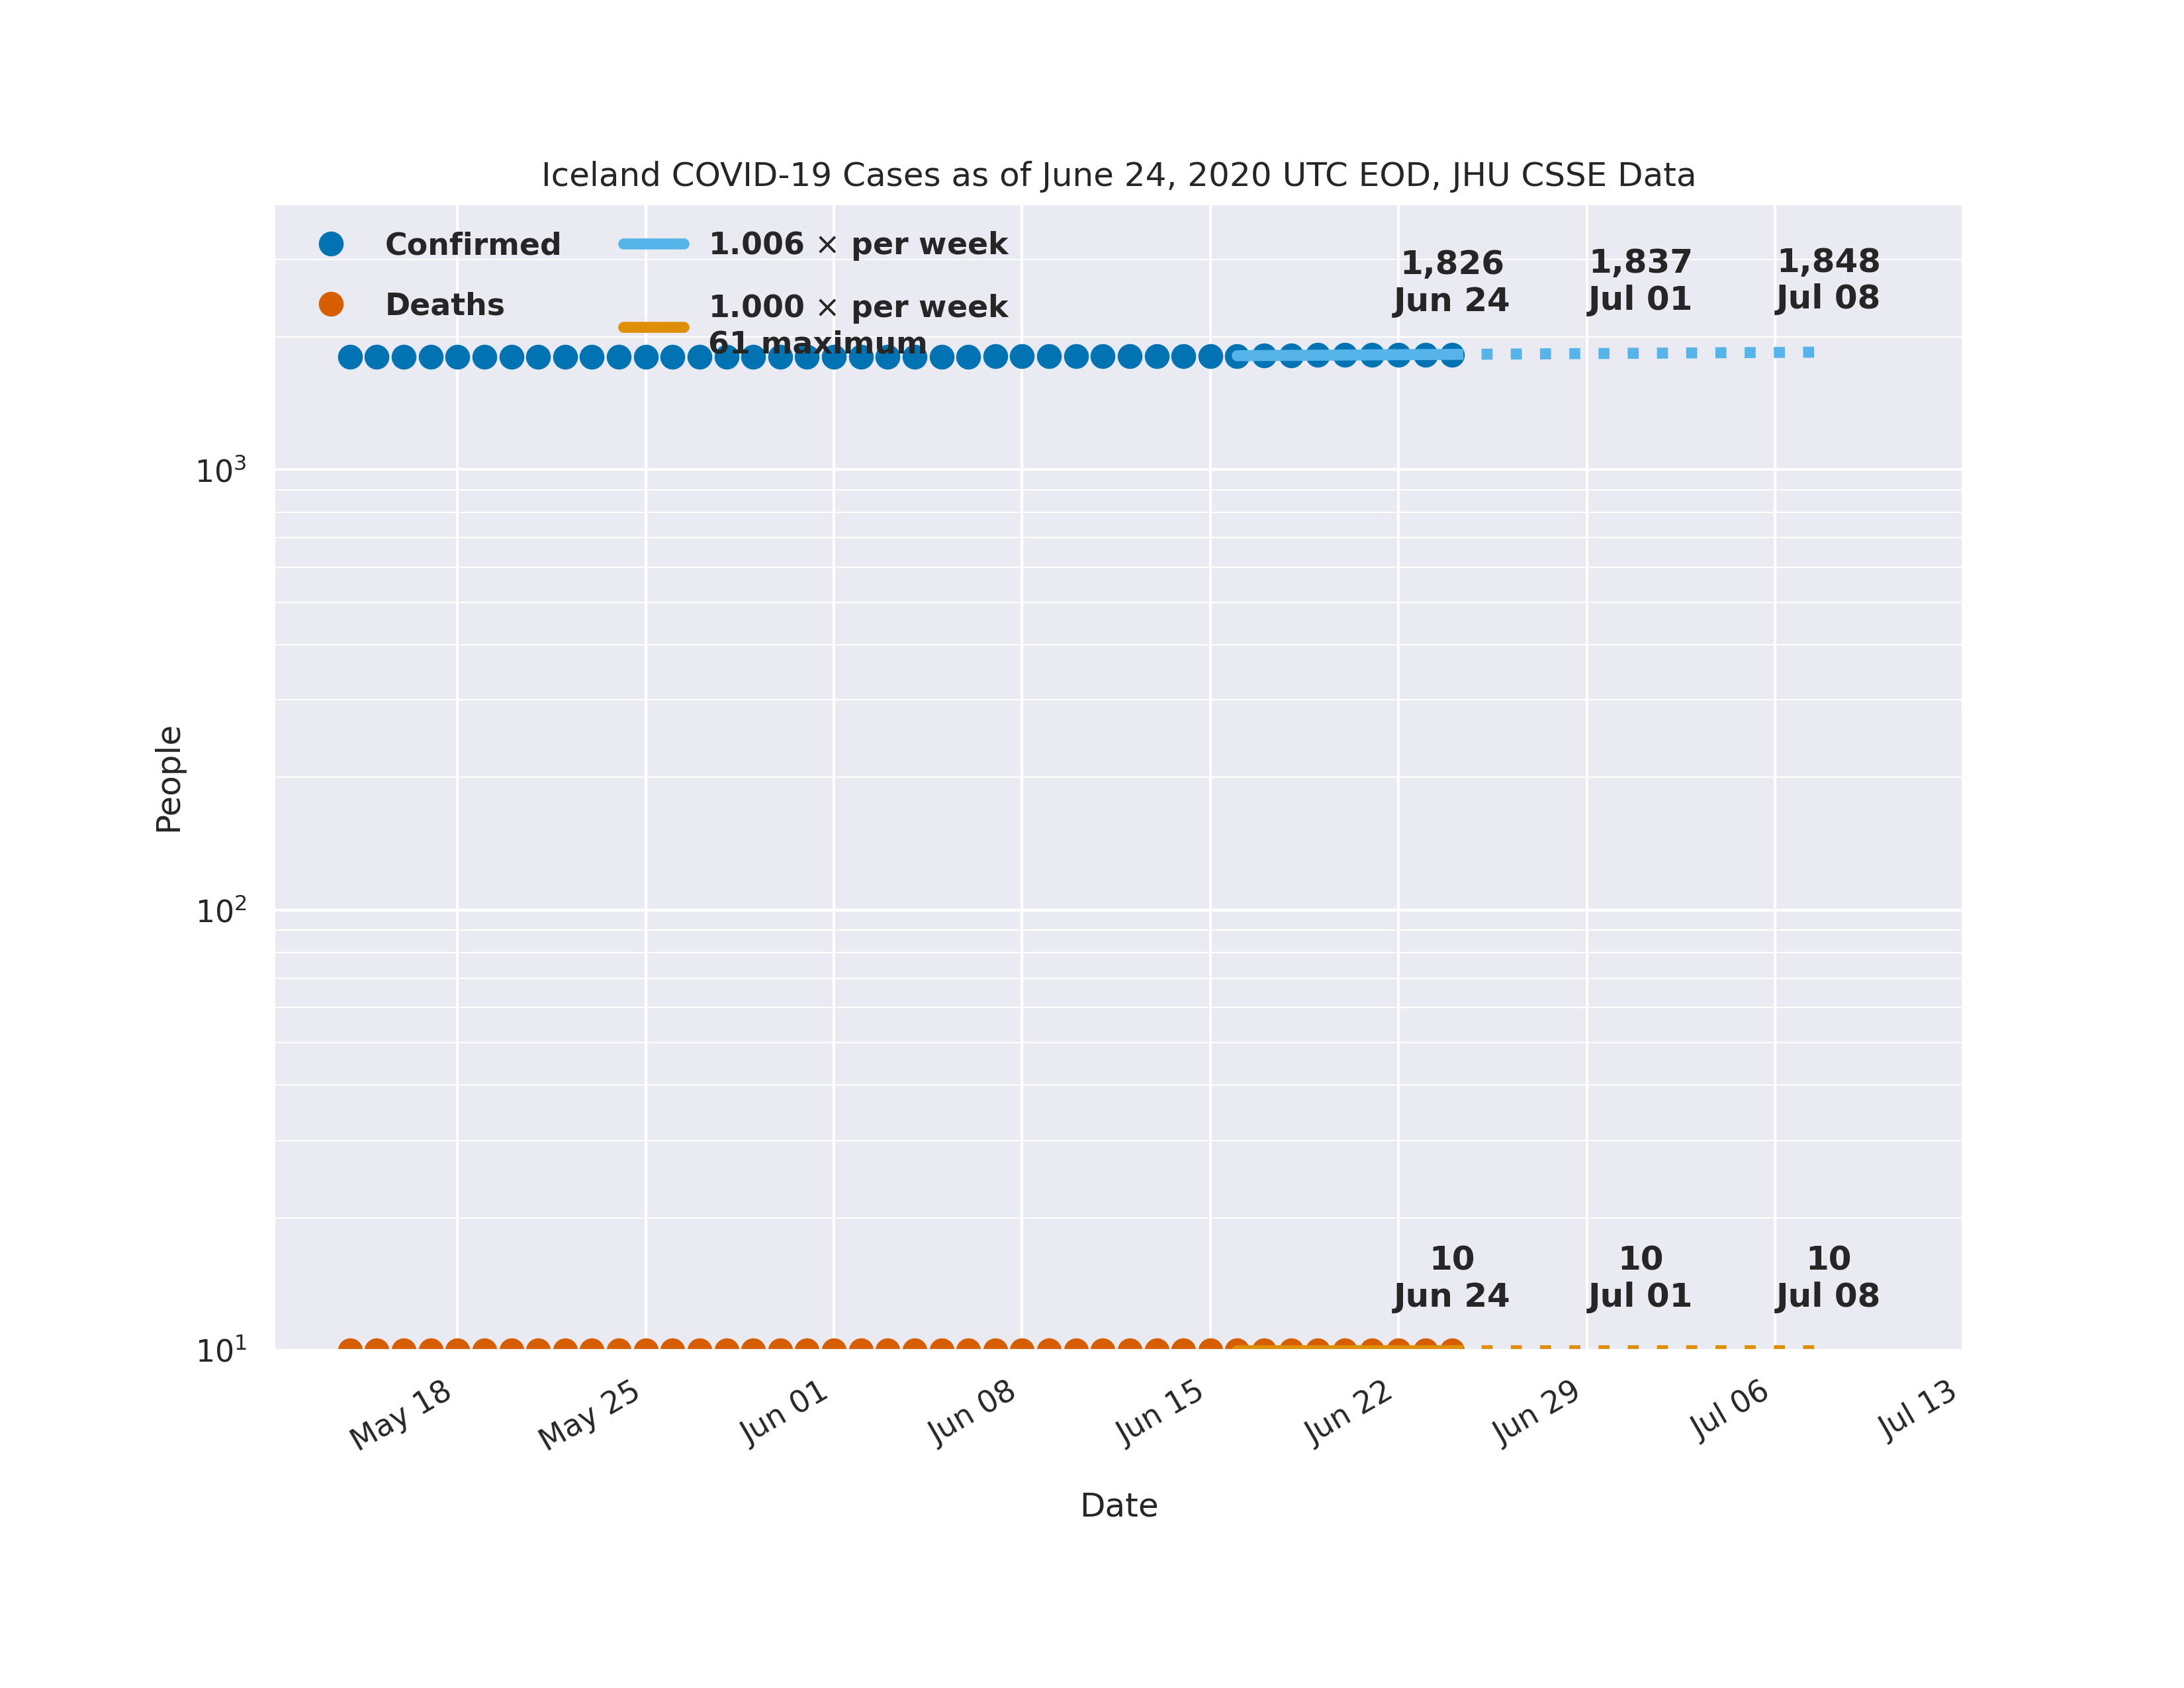 Iceland COVID-19 Cases as of June 24, 2020 UTC EOD, JHU CSSE Data
Confirmed
Deaths
1.006 × per week
1.000 × per week
61 maximum
1,826
Jun 24
1,837
Jul 01
1,848
Jul 08
10³
10²
10¹
People
10
Jun 24
10
Jul 01
10
Jul 08
May 18
May 25
Jun 01
Jun 08
Jun 15
Jun 22
Jun 29
Jul 06
Jul 13
Date